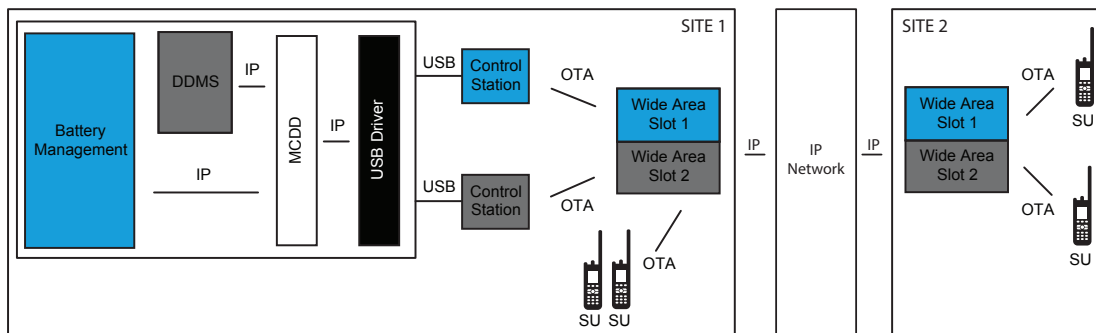 SITE 1
SITE 2
Battery
Management
DDMS
IP
IP
MCDD
IP
USB Driver
USB
USB
Control
Station
Control
Station
OTA
OTA
Wide Area
Slot 1
Wide Area
Slot 2
OTA
SU
SU
IP
IP
Network
IP
Wide Area
Slot 1
Wide Area
Slot 2
OTA
SU
OTA
SU